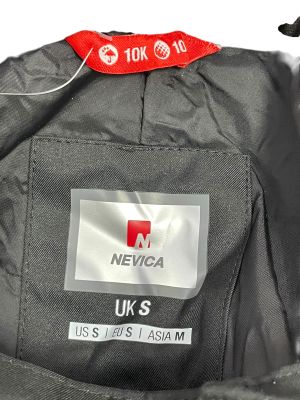 10K 10
N
NEVICA
UK S
US S | EU S | ASIA M